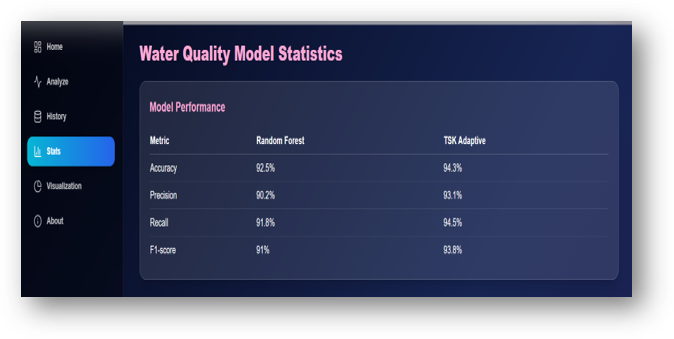 Home
Analyze
History
Stats
Visualization
About
Water Quality Model Statistics
Model Performance
Metric Random Forest TSK Adaptive
Accuracy 92.5% 94.3%
Precision 90.2% 93.1%
Recall 91.8% 94.5%
F1-score 91% 93.8%